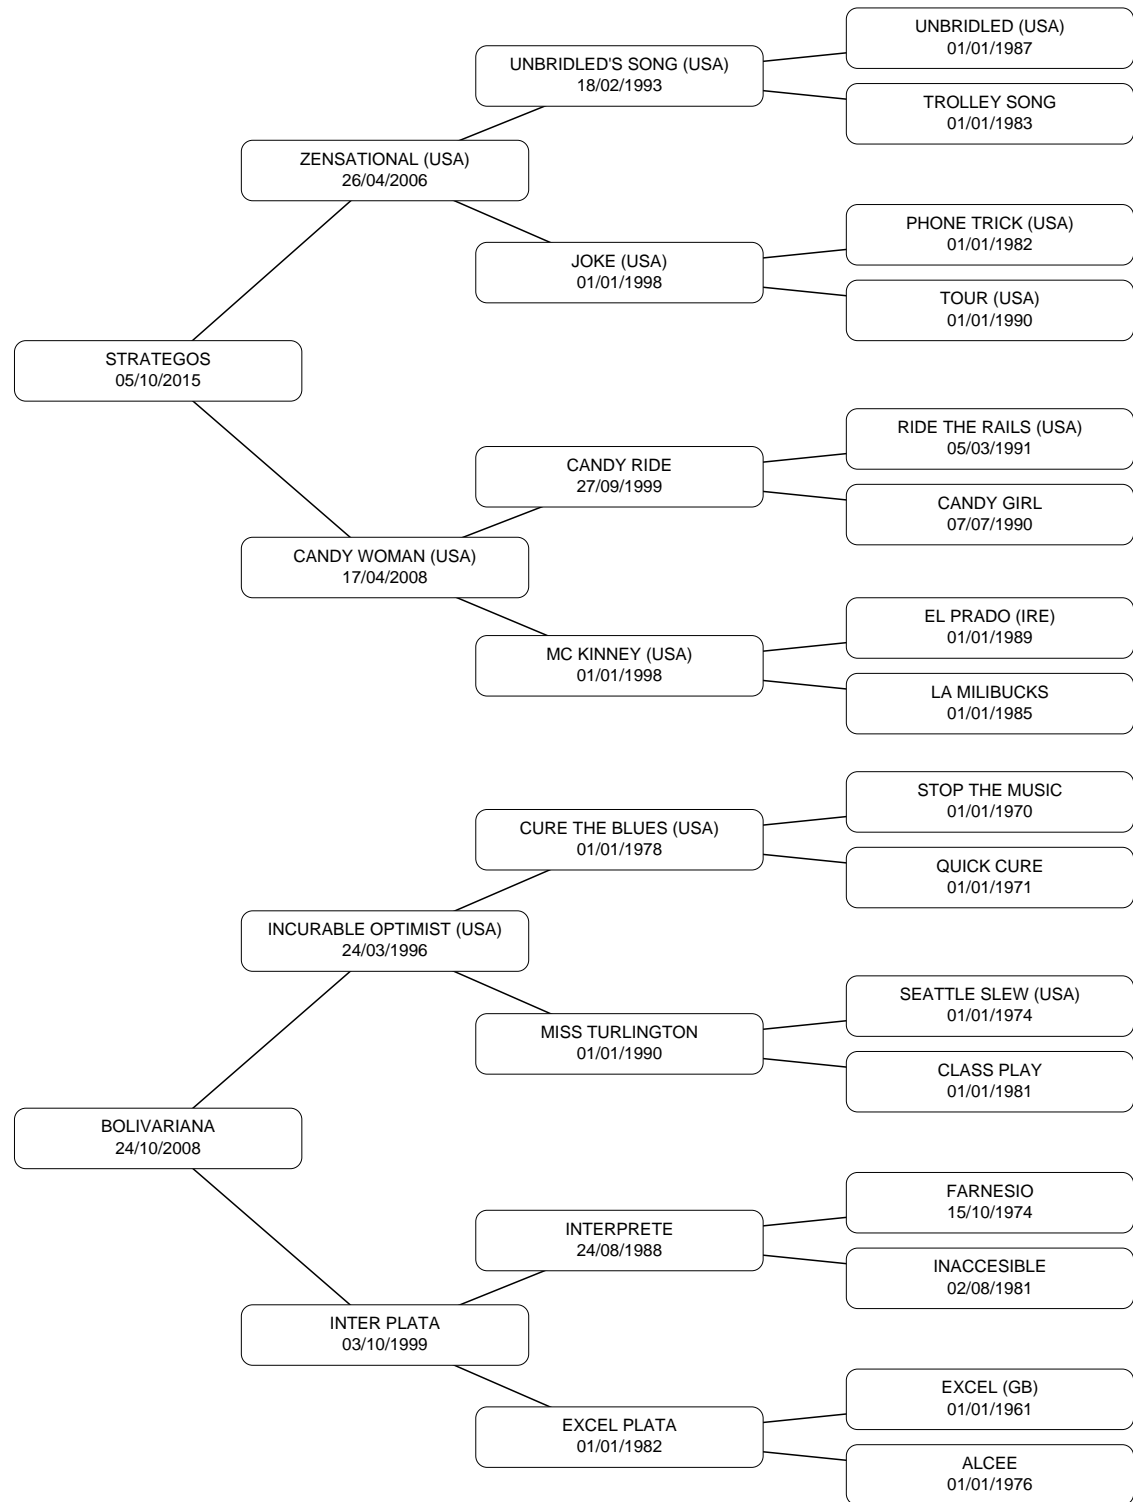 UNBRIDLED (USA)
01/01/1987
UNBRIDLED'S SONG (USA)
18/02/1993
TROLLEY SONG
01/01/1983
ZENSATIONAL (USA)
26/04/2006
PHONE TRICK (USA)
01/01/1982
JOKE (USA)
01/01/1998
TOUR (USA)
01/01/1990
STRATEGOS
05/10/2015
RIDE THE RAILS (USA)
05/03/1991
CANDY RIDE
27/09/1999
CANDY GIRL
07/07/1990
CANDY WOMAN (USA)
17/04/2008
EL PRADO (IRE)
01/01/1989
MC KINNEY (USA)
01/01/1998
LA MILIBUCKS
01/01/1985
STOP THE MUSIC
01/01/1970
CURE THE BLUES (USA)
01/01/1978
QUICK CURE
01/01/1971
INCURABLE OPTIMIST (USA)
24/03/1996
SEATTLE SLEW (USA)
01/01/1974
MISS TURLINGTON
01/01/1990
CLASS PLAY
01/01/1981
BOLIVARIANA
24/10/2008
FARNESIO
15/10/1974
INTERPRETE
24/08/1988
INACCESIBLE
02/08/1981
INTER PLATA
03/10/1999
EXCEL (GB)
01/01/1961
EXCEL PLATA
01/01/1982
ALCEE
01/01/1976